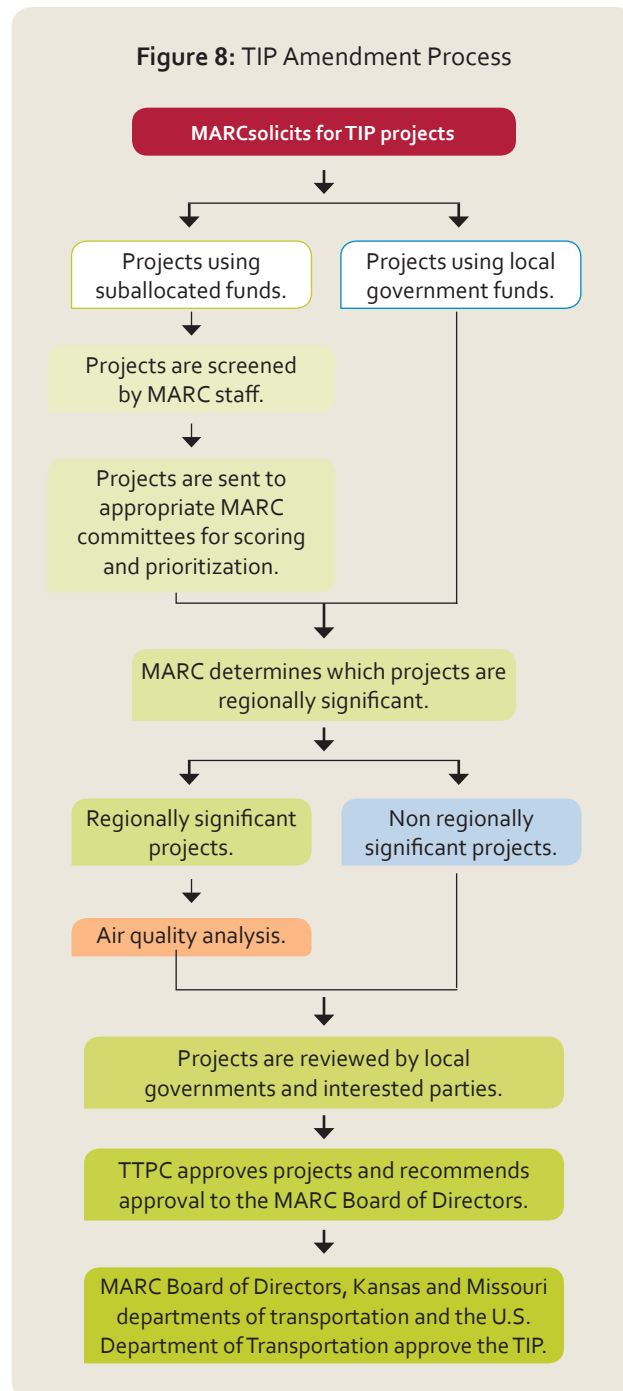 Figure 8: TIP Amendment Process
MARCsolicits for TIP projects
Projects using
suballocated funds.
Projects using local
government funds.
Projects are screened
by MARC staff.
Projects are sent to
appropriate MARC
committees for scoring
and prioritization.
MARC determines which projects are
regionally significant.
Regionally significant
projects.
Non regionally
significant projects.
Air quality analysis.
Projects are reviewed by local
governments and interested parties.
TTPC approves projects and recommends
approval to the MARC Board of Directors.
MARC Board of Directors, Kansas and Missouri
departments of transportation and the U.S.
Department of Transportation approve the TIP.